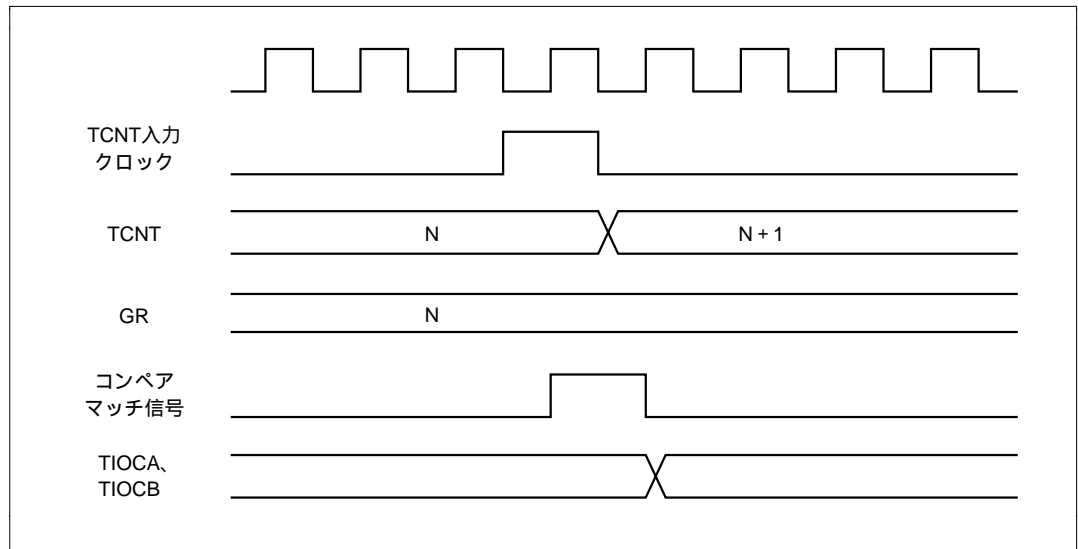 TCNT入力
クロック
TCNT
N
N + 1
GR
N
コンペア
マッチ信号
TIOCA、
TIOCB